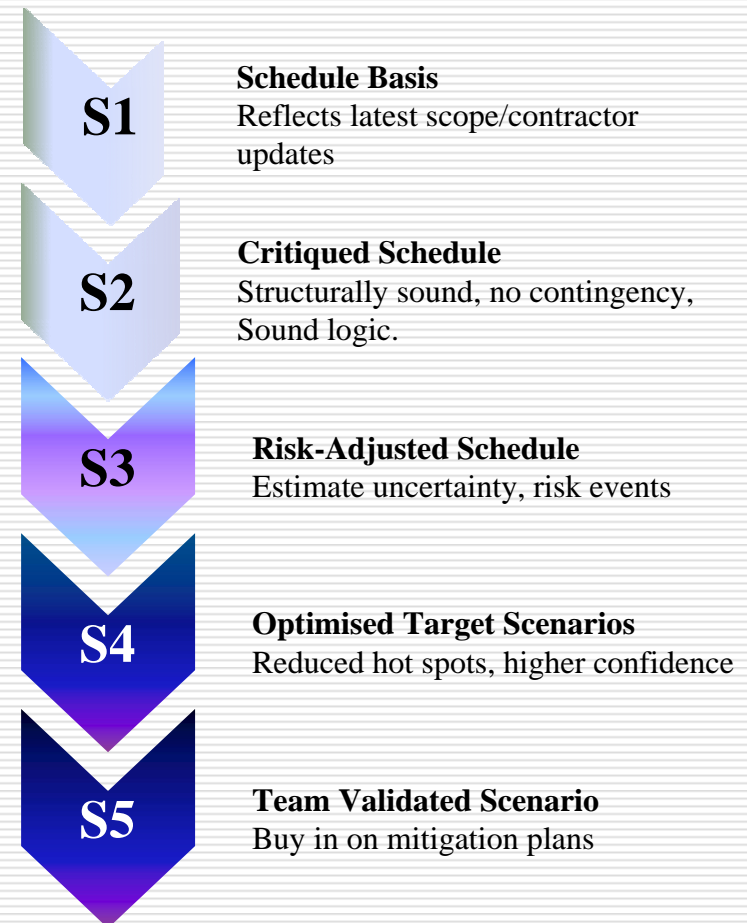 S1
Schedule Basis
Reflects latest scope/contractor
updates
S2
Critiqued Schedule
Structurally sound, no contingency,
Sound logic.
S3
Risk-Adjusted Schedule
Estimate uncertainty, risk events
S4
Optimised Target Scenarios
Reduced hot spots, higher confidence
S5
Team Validated Scenario
Buy in on mitigation plans